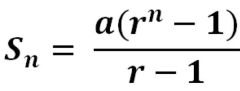 Sₙ = a(rⁿ − 1) / r − 1